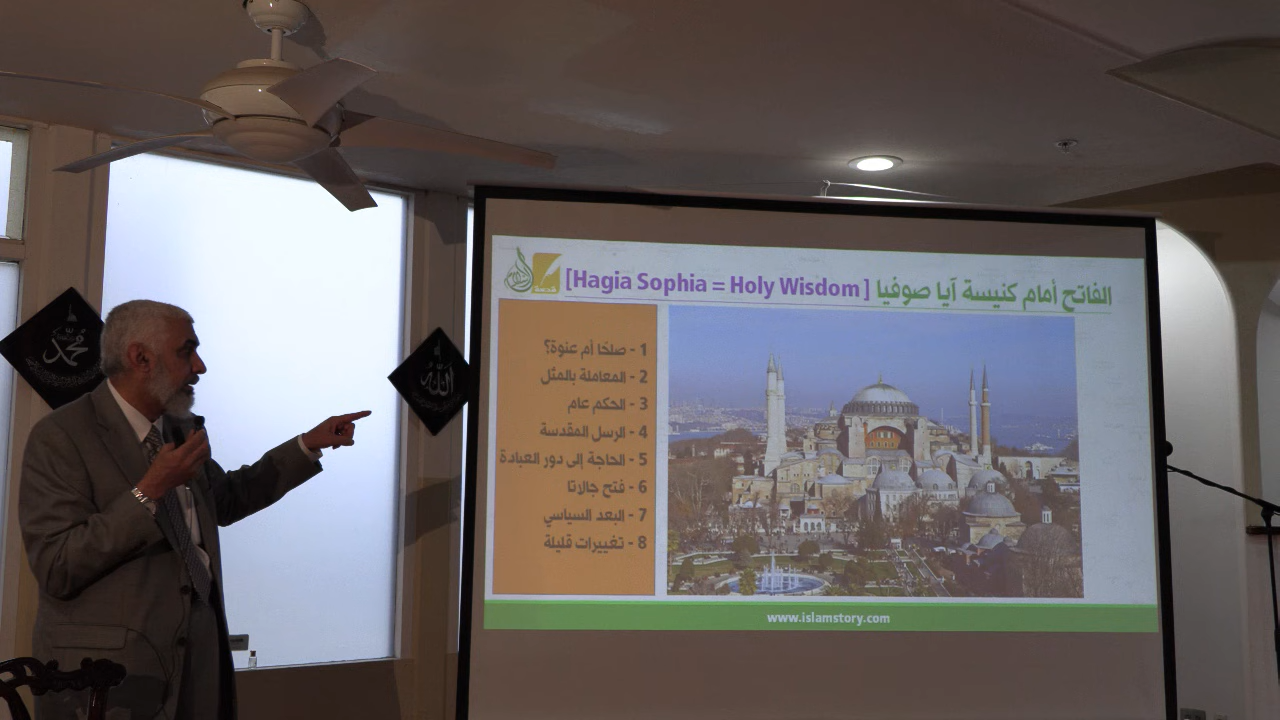 الفاتح أمام كنيسة آيا صوفيا [Hagia Sophia = Holy Wisdom]
1 - صلحًا أم عنوة؟
2 - المعاملة بالمثل
3 - الحكم عام
4 - الرسل المقدسة
5 - الحاجة إلى دور العبادة
6 - فتح جالاتا
7 - البعد السياسي
8 - تغييرات قليلة
www.islamstory.com
محمد
الله